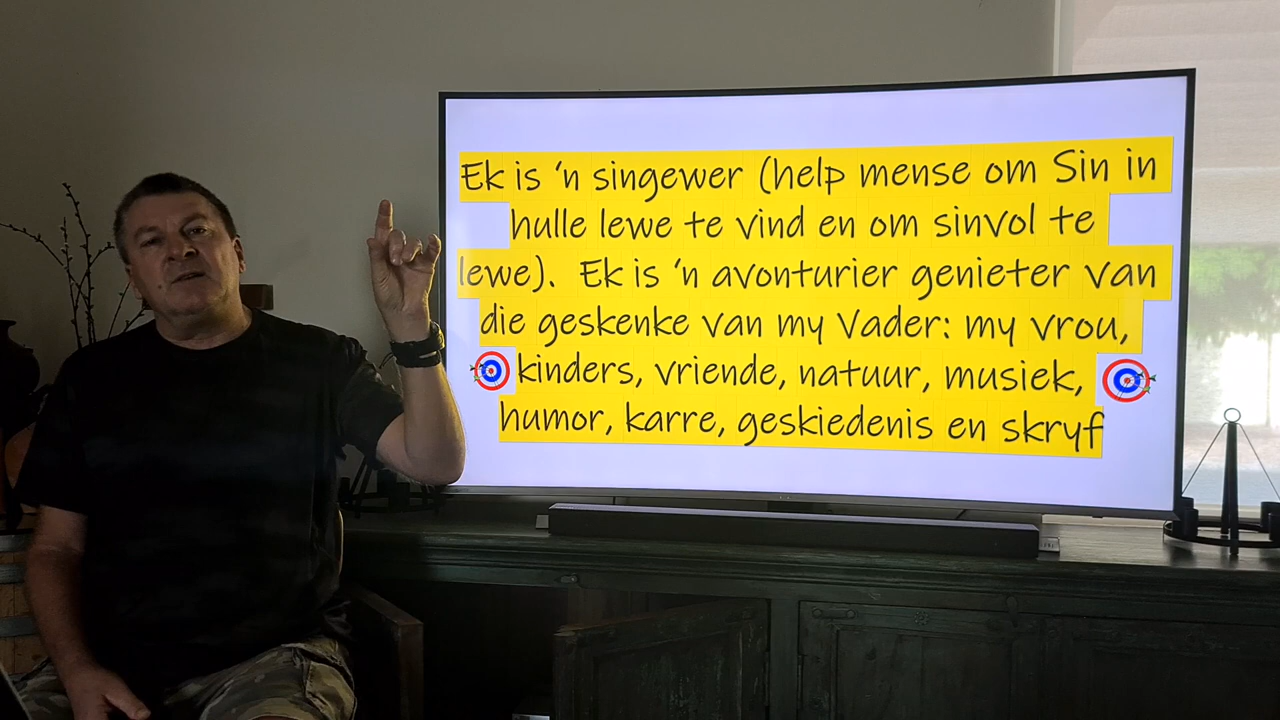 Ek is 'n singewer (help mense om Sin in
hulle lewe te vind en om sinvol te
lewe).  Ek is 'n avonturier genieter van
die geskenke van my Vader: my vrou,
kinders, vriende, natuur, musiek,
humor, karre, geskiedenis en skryf